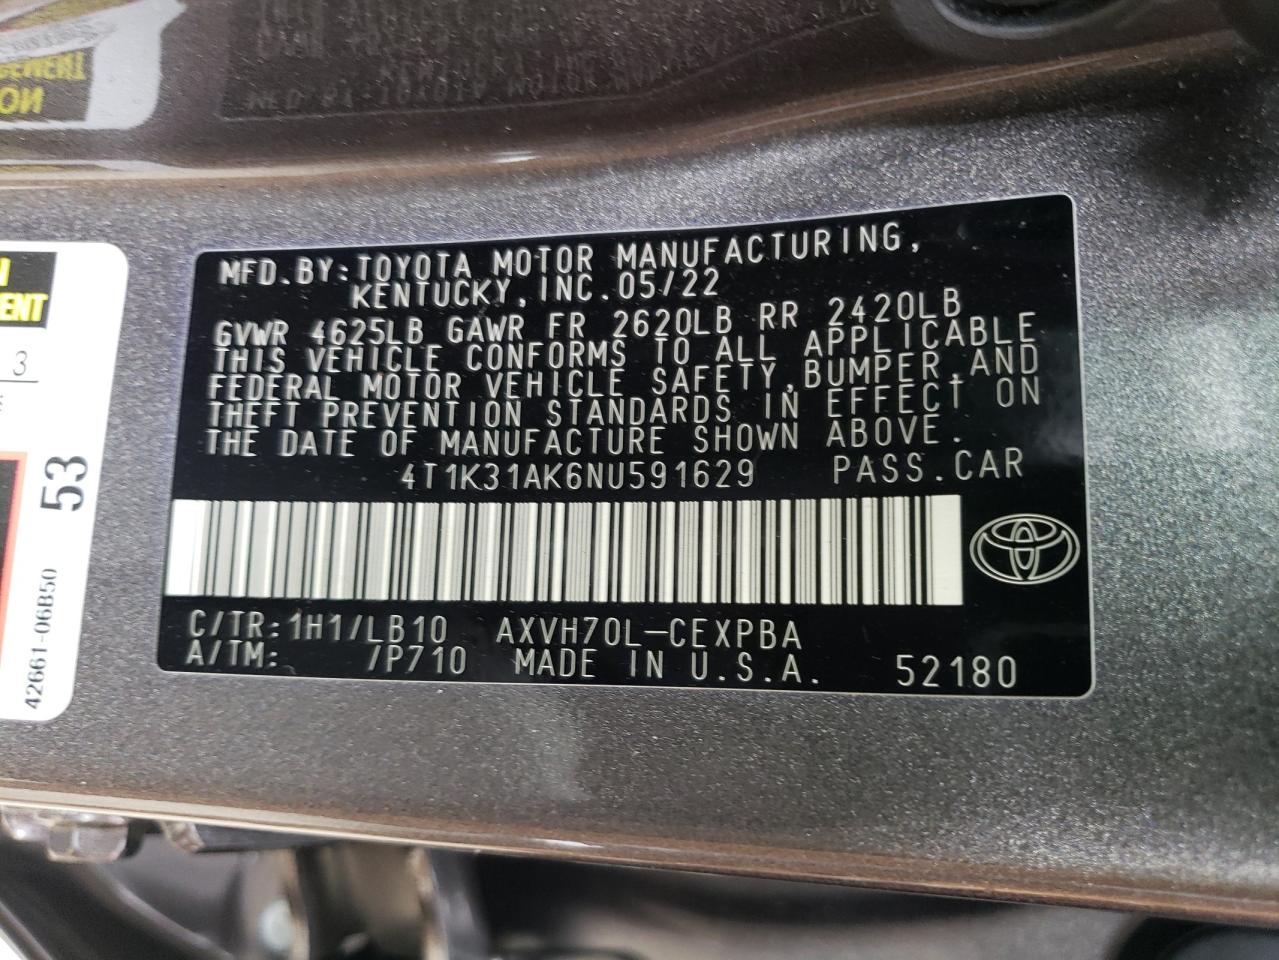 MFD.BY:TOYOTA MOTOR MANUFACTURING,
KENTUCKY,INC.05/22
GVWR 4625LB GAWR FR 2620LB RR 2420LB
THIS VEHICLE CONFORMS TO ALL APPLICABLE
FEDERAL MOTOR VEHICLE SAFETY,BUMPER,AND
THEFT PREVENTION STANDARDS IN EFFECT ON
THE DATE OF MANUFACTURE SHOWN ABOVE.
4T1K31AK6NU591629 PASS.CAR
C/TR:1H1/LB10 AXVH70L-CEXPBA
A/TM: /P710 MADE IN U.S.A. 52180
3
53
42661-06B50